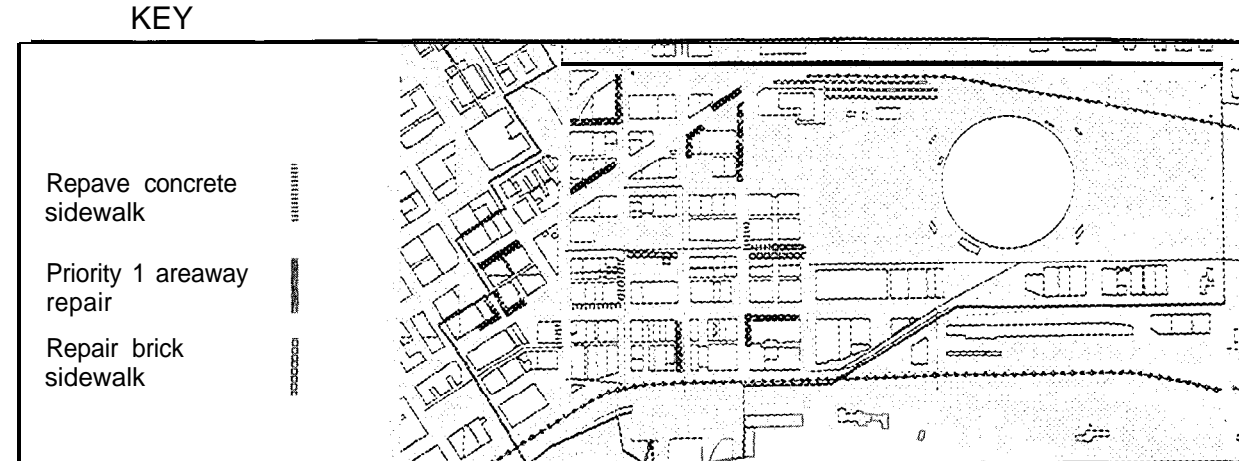 KEY
Repave concrete
sidewalk
Priority 1 areaway
repair
Repair brick
sidewalk